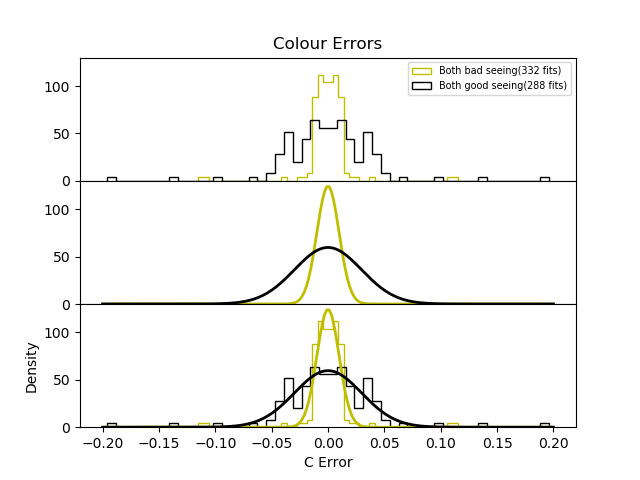 Colour Errors
Both bad seeing(332 fits)
Both good seeing(288 fits)
100
50
0
100
50
0
100
50
0
Density
−0.20 −0.15 −0.10 −0.05 0.00 0.05 0.10 0.15 0.20
C Error